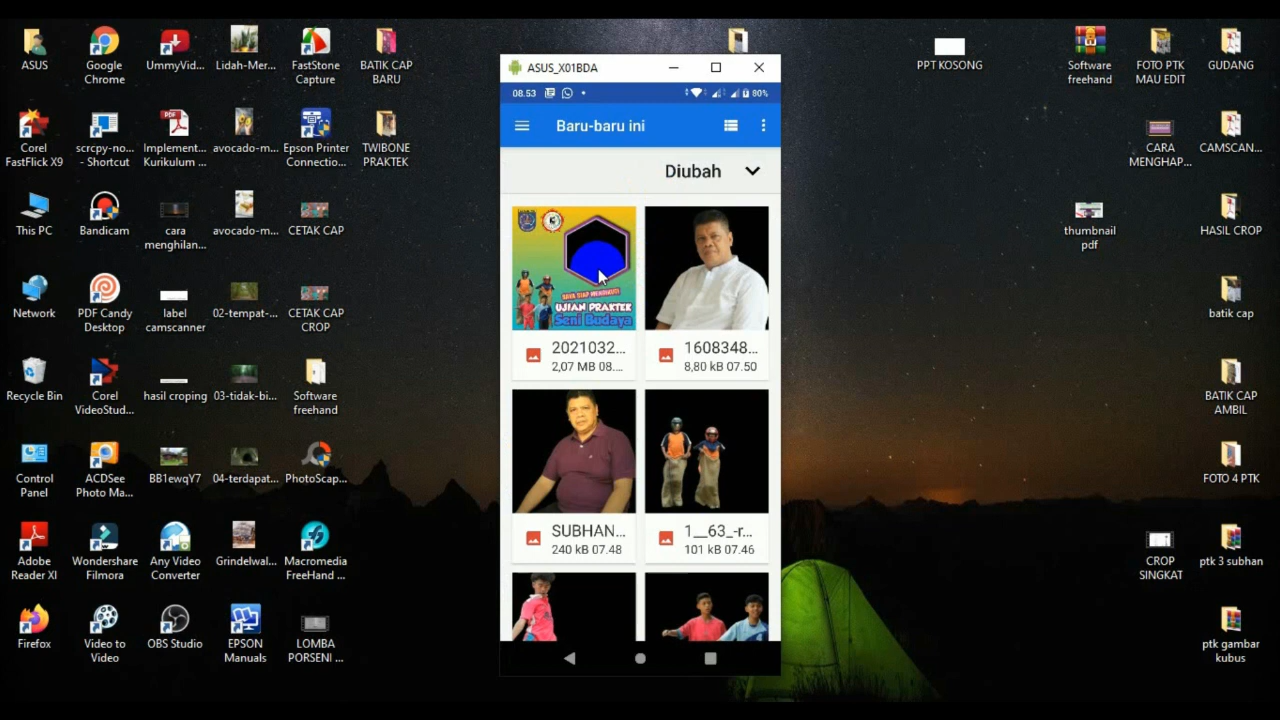 ASUS
Google
Chrome
UmmyVid...
Lidah-Mer...
FastStone
Capture
BATIK CAP
BARU
Corel
FastFlick X9
scrcpy-no...
- Shortcut
PDF
Implement...
Kurikulum ...
avocado-m...
Epson Printer
Connectio...
TWIBONE
PRAKTEK
This PC
Bandicam
cara
menghilan...
avocado-m...
CETAK CAP
Network
PDF Candy
Desktop
label
camscanner
02-tempat-...
CETAK CAP
CROP
Recycle Bin
Corel
VideoStud...
hasil croping
03-tidak-bi...
Software
freehand
Control
Panel
ACDSee
Photo Ma...
BB1ewqY7
04-terdapat...
PhotoScap...
Adobe
Reader XI
Wondershare
Filmora
Any Video
Converter
Grindelwal...
Macromedia
FreeHand ...
Firefox
Video to
Video
OBS Studio
EPSON
Manuals
LOMBA
PORSENI ...
ASUS_X01BDA
08.53
80%
Baru-baru ini
Diubah
SAYA SIAP MENGIKUTI
UJIAN PRAKTEK
Seni Budaya
2021032...
2,07 MB 08....
1608348...
8,80 kB 07.50
SUBHAN...
240 kB 07.48
1__63_-r...
101 kB 07.46
PPT KOSONG
Software
freehand
FOTO PTK
MAU EDIT
GUDANG
CARA
MENGHAP...
CAMSCAN...
thumbnail
pdf
HASIL CROP
batik cap
BATIK CAP
AMBIL
FOTO 4 PTK
CROP
SINGKAT
ptk 3 subhan
ptk gambar
kubus